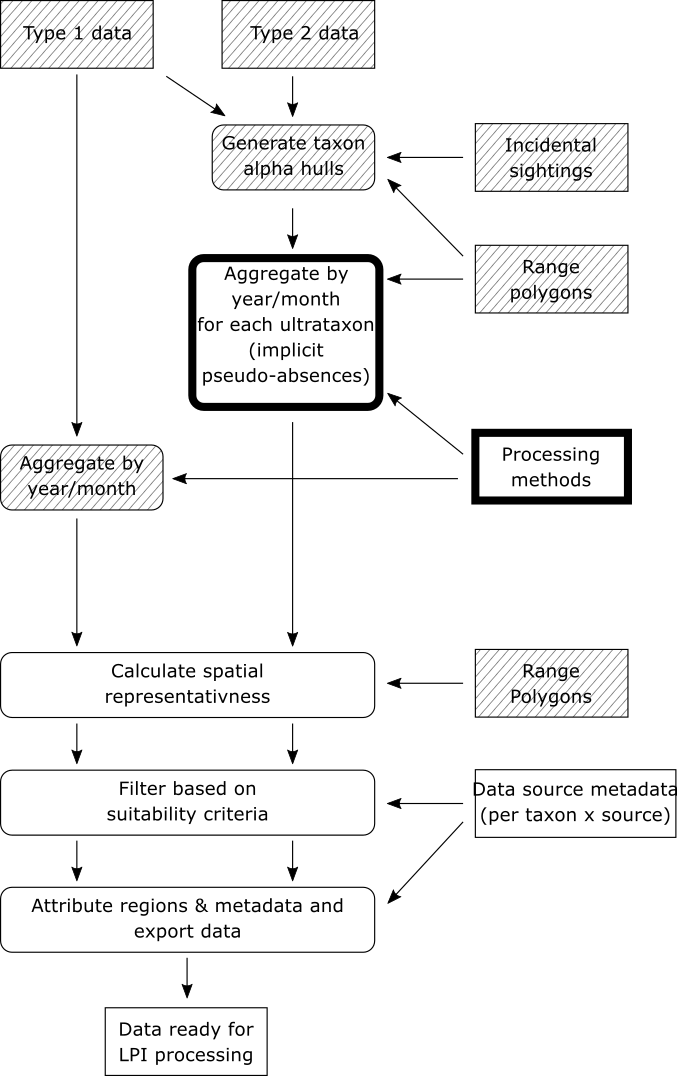 Type 1 data
Type 2 data
Generate taxon
alpha hulls
Incidental
sightings
Range
polygons
Aggregate by
year/month
for each ultrataxon
(implicit
pseudo-absences)
Processing
methods
Aggregate by
year/month
Calculate spatial
representativness
Range
Polygons
Filter based on
suitability criteria
Data source metadata
(per taxon x source)
Attribute regions & metadata and
export data
Data ready for
LPI processing